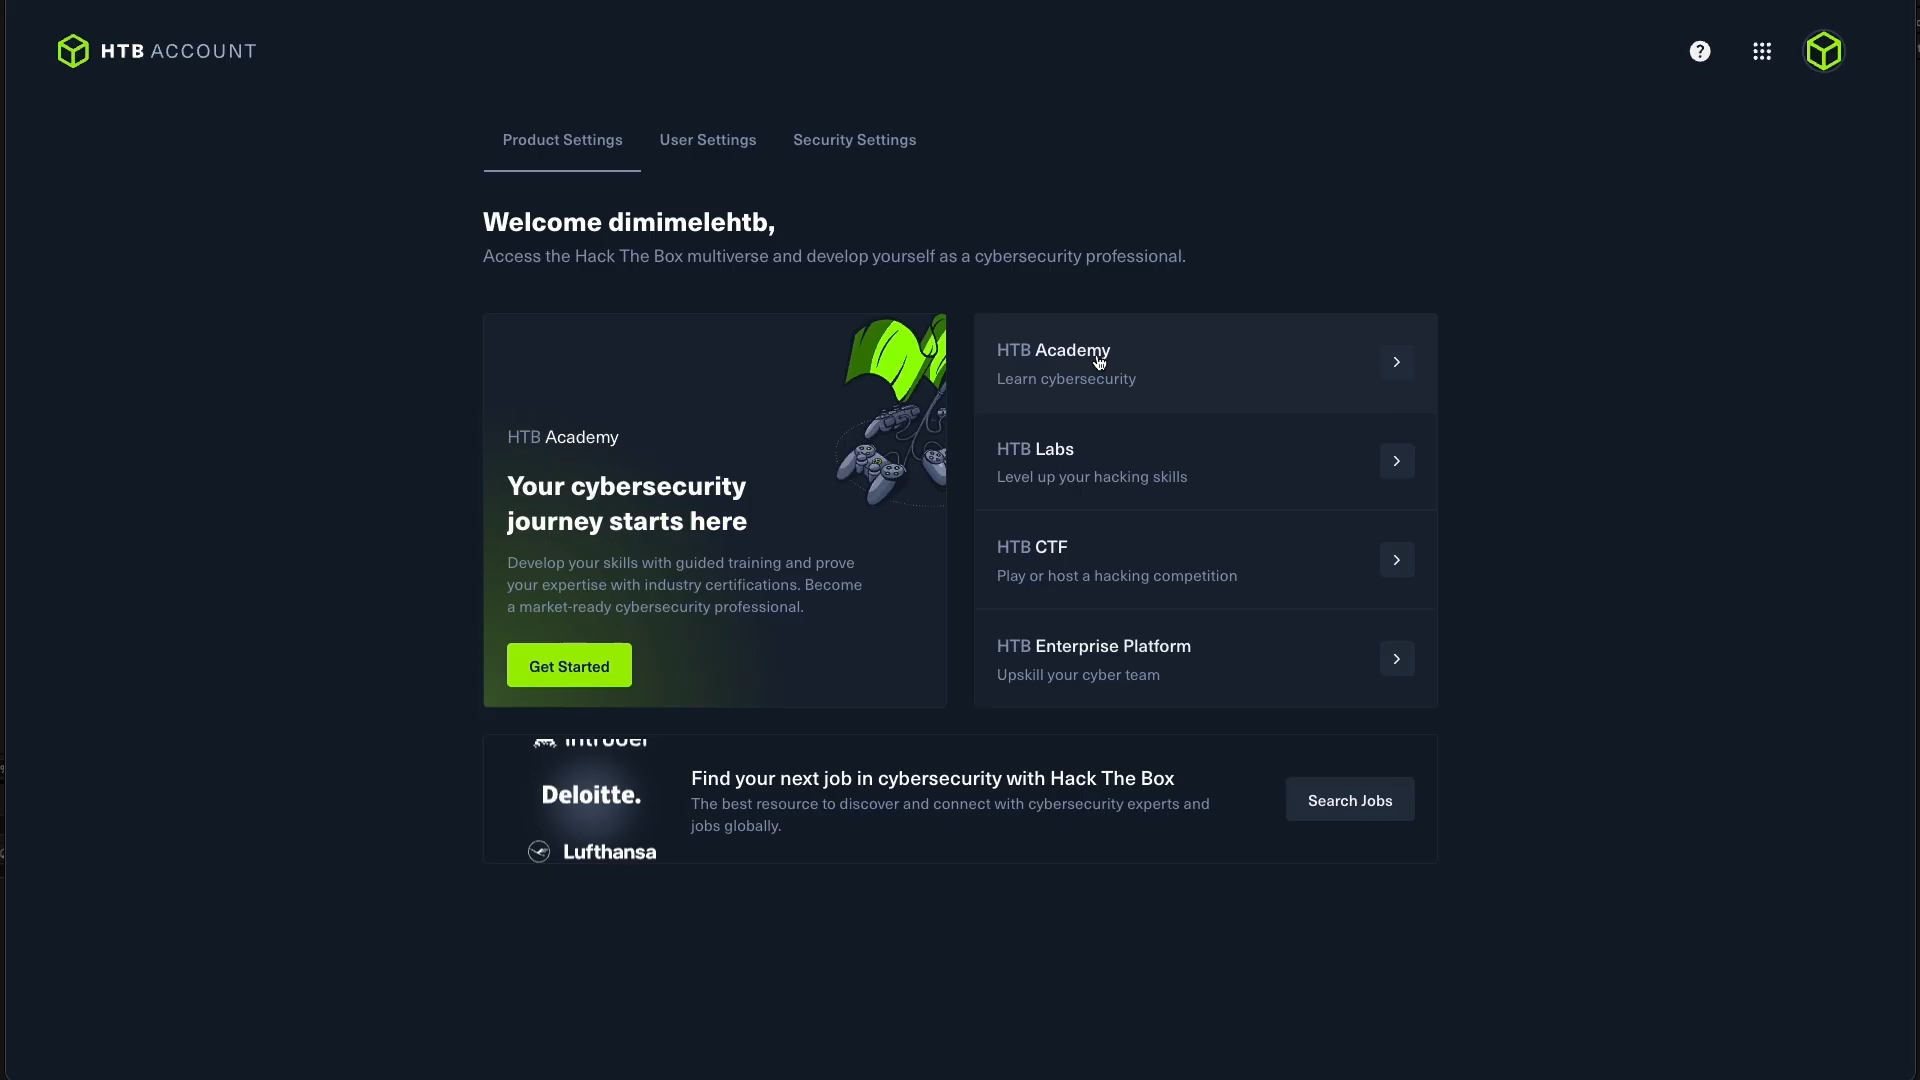 HTB ACCOUNT
Product Settings
User Settings
Security Settings
Welcome dimimelehtb,
Access the Hack The Box multiverse and develop yourself as a cybersecurity professional.
HTB Academy
Your cybersecurity
journey starts here
Develop your skills with guided training and prove
your expertise with industry certifications. Become
a market-ready cybersecurity professional.
Get Started
HTB Academy
Learn cybersecurity
HTB Labs
Level up your hacking skills
HTB CTF
Play or host a hacking competition
HTB Enterprise Platform
Upskill your cyber team
Deloitte.
Lufthansa
Find your next job in cybersecurity with Hack The Box
The best resource to discover and connect with cybersecurity experts and
jobs globally.
Search Jobs